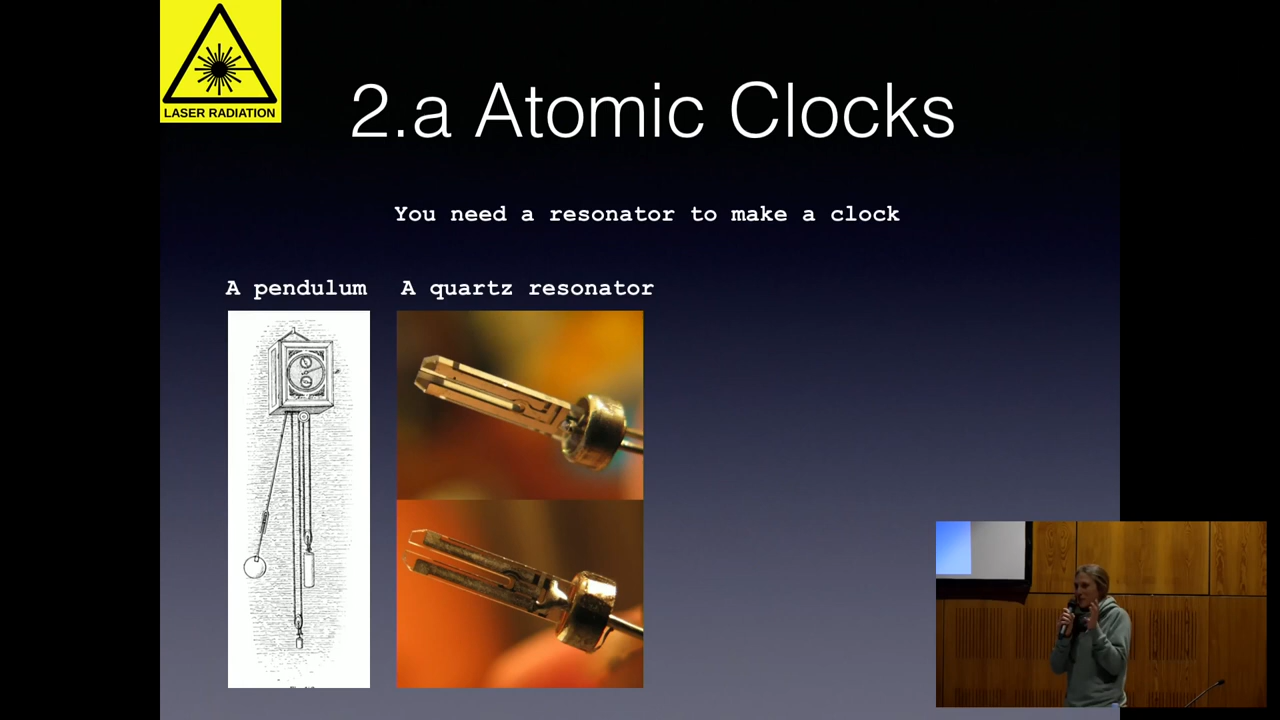 LASER RADIATION
2.a Atomic Clocks
You need a resonator to make a clock
A pendulum
A quartz resonator